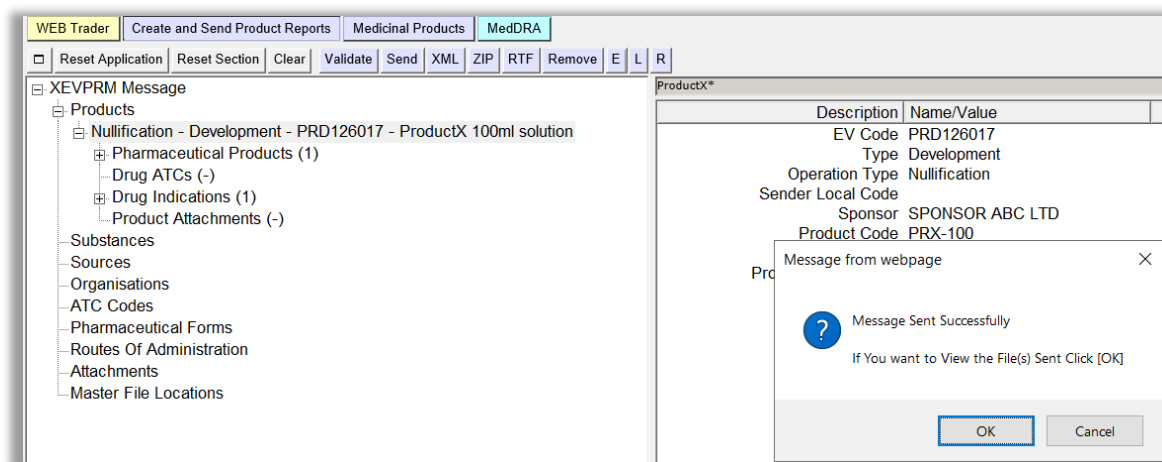 WEB Trader Create and Send Product Reports Medicinal Products MedDRA
Reset Application Reset Section Clear Validate Send XML ZIP RTF Remove E L R
XEVPRM Message
Products
Nullification - Development - PRD126017 - ProductX 100ml solution
Pharmaceutical Products (1)
Drug ATCs (-)
Drug Indications (1)
Product Attachments (-)
Substances
Sources
Organisations
ATC Codes
Pharmaceutical Forms
Routes Of Administration
Attachments
Master File Locations
ProductX*
Description Name/Value
EV Code PRD126017
Type Development
Operation Type Nullification
Sender Local Code
Sponsor SPONSOR ABC LTD
Product Code PRX-100
Message from webpage
Message Sent Successfully
If You want to View the File(s) Sent Click [OK]
OK Cancel